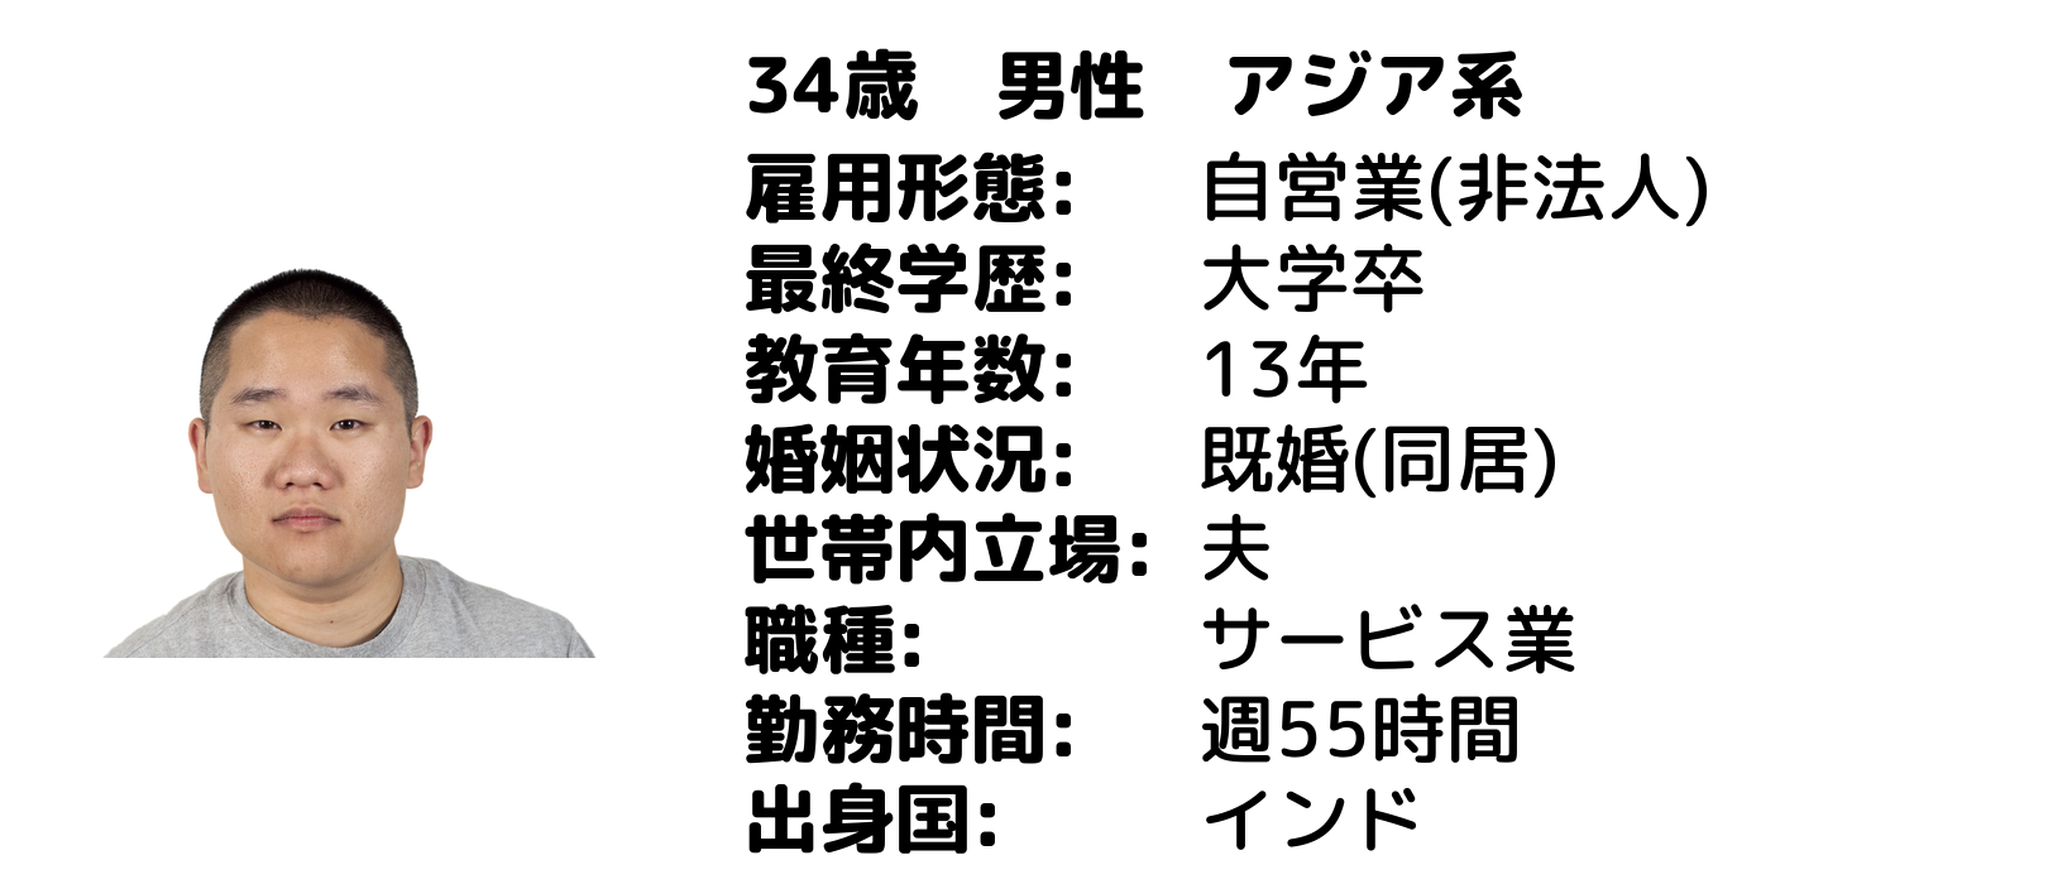 34歳　男性　アジア系
雇用形態: 自営業(非法人)
最終学歴: 大学卒
教育年数: 13年
婚姻状況: 既婚(同居)
世帯内立場: 夫
職種: サービス業
勤務時間: 週55時間
出身国: インド